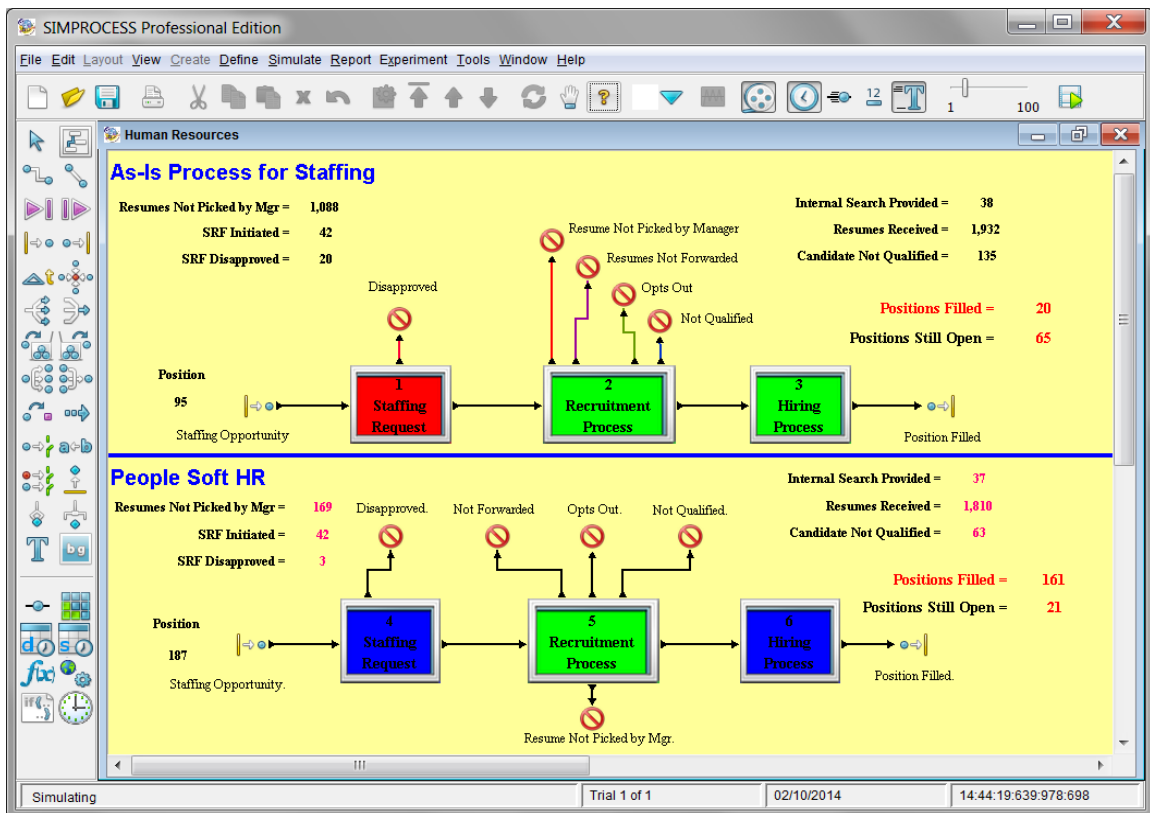 SIMPROCESS Professional Edition
File Edit Layout View Create Define Simulate Report Experiment Tools Window Help
12
1 100
Human Resources
As-Is Process for Staffing
Resumes Not Picked by Mgr = 1,088
SRF Initiated = 42
SRF Disapproved = 20
Internal Search Provided = 38
Resumes Received = 1,932
Candidate Not Qualified = 135
Resume Not Picked by Manager
Resumes Not Forwarded
Opts Out
Not Qualified
Disapproved
Positions Filled = 20
Positions Still Open = 65
Position
95
Staffing Opportunity
1
Staffing
Request
2
Recruitment
Process
3
Hiring
Process
Position Filled
People Soft HR
Resumes Not Picked by Mgr = 169
SRF Initiated = 42
SRF Disapproved = 3
Disapproved.
Not Forwarded
Opts Out.
Not Qualified.
Internal Search Provided = 37
Resumes Received = 1,810
Candidate Not Qualified = 63
Positions Filled = 161
Positions Still Open = 21
Position
187
Staffing Opportunity.
4
Staffing
Request
5
Recruitment
Process
6
Hiring
Process
Position Filled.
Resume Not Picked by Mgr.
a b
T
bg
d s
f(x)
if(
..}
Simulating
Trial 1 of 1
02/10/2014
14:44:19:639:978:698